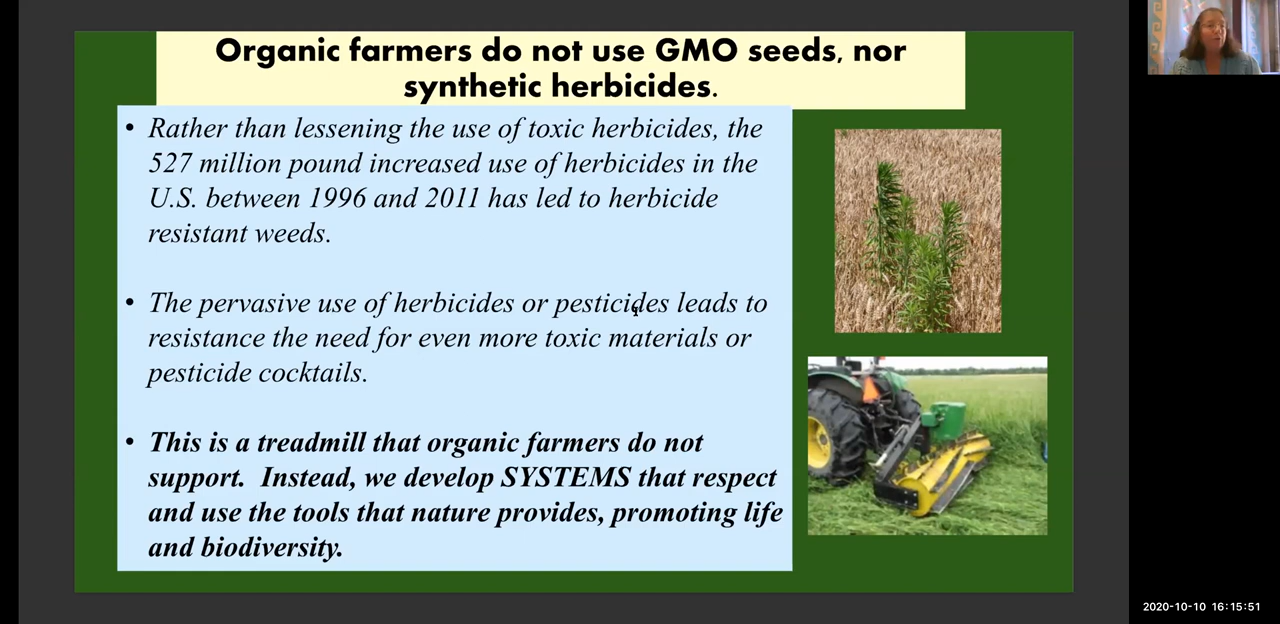 Organic farmers do not use GMO seeds, nor
synthetic herbicides.
• Rather than lessening the use of toxic herbicides, the
527 million pound increased use of herbicides in the
U.S. between 1996 and 2011 has led to herbicide
resistant weeds.
• The pervasive use of herbicides or pesticides leads to
resistance the need for even more toxic materials or
pesticide cocktails.
• This is a treadmill that organic farmers do not
support. Instead, we develop SYSTEMS that respect
and use the tools that nature provides, promoting life
and biodiversity.
2020-10-10 16:15:51